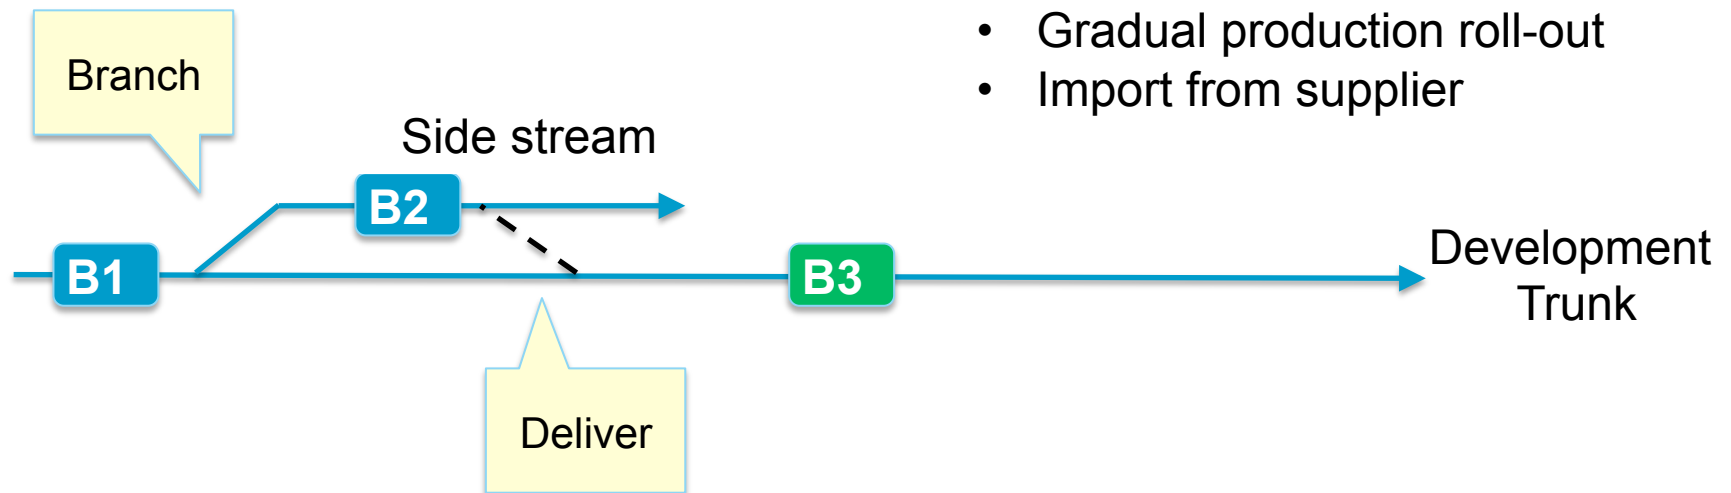 • Gradual production roll-out
• Import from supplier
Branch
Side stream
B2
B1
B3
Development
Trunk
Deliver